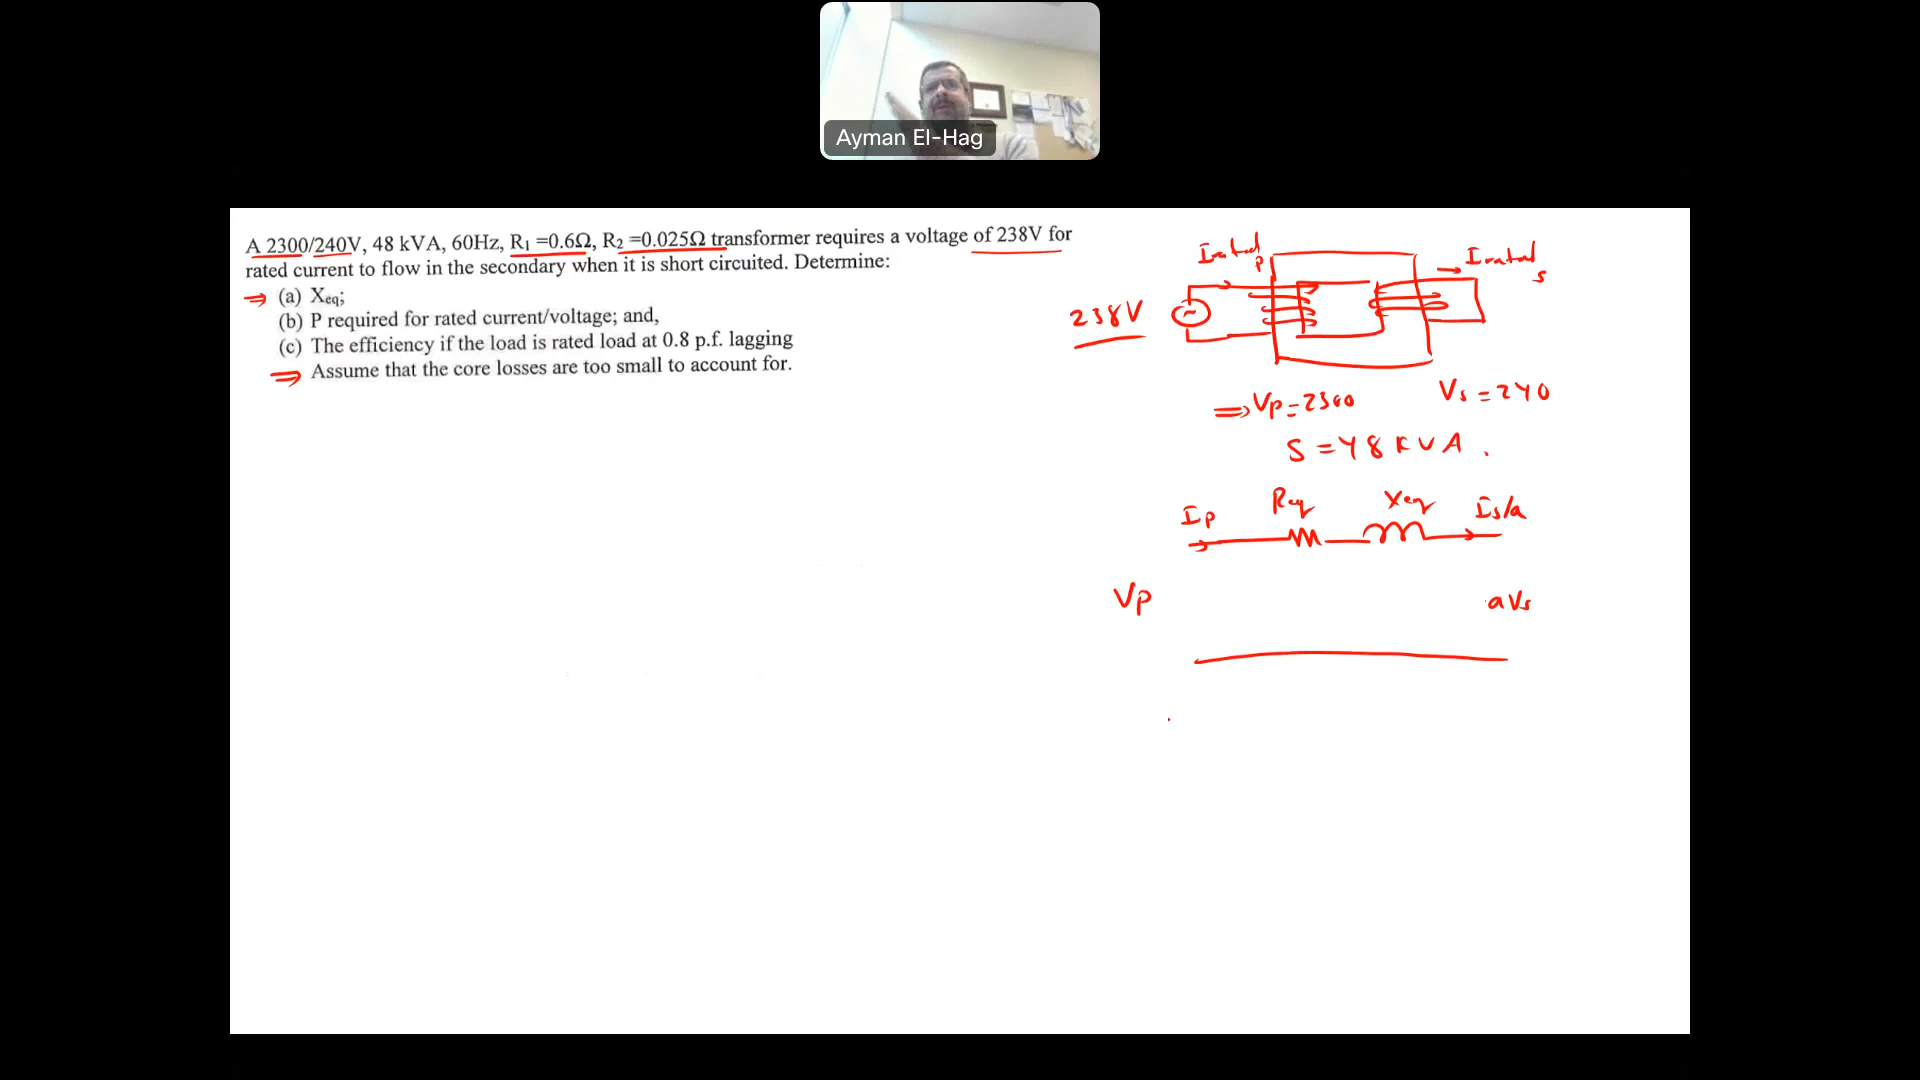 Ayman El-Hag
A 2300/240V, 48 kVA, 60Hz, R1 =0.6Ω, R2 =0.025Ω transformer requires a voltage of 238V for
rated current to flow in the secondary when it is short circuited. Determine:
(a) Xeq;
(b) P required for rated current/voltage; and,
(c) The efficiency if the load is rated load at 0.8 p.f. lagging
Assume that the core losses are too small to account for.
Irated p
Irated s
238V
~
⇒ Vp = 2300
Vs = 240
S = 48 kVA.
Ip Req Xeq Is/a
Vp aVs